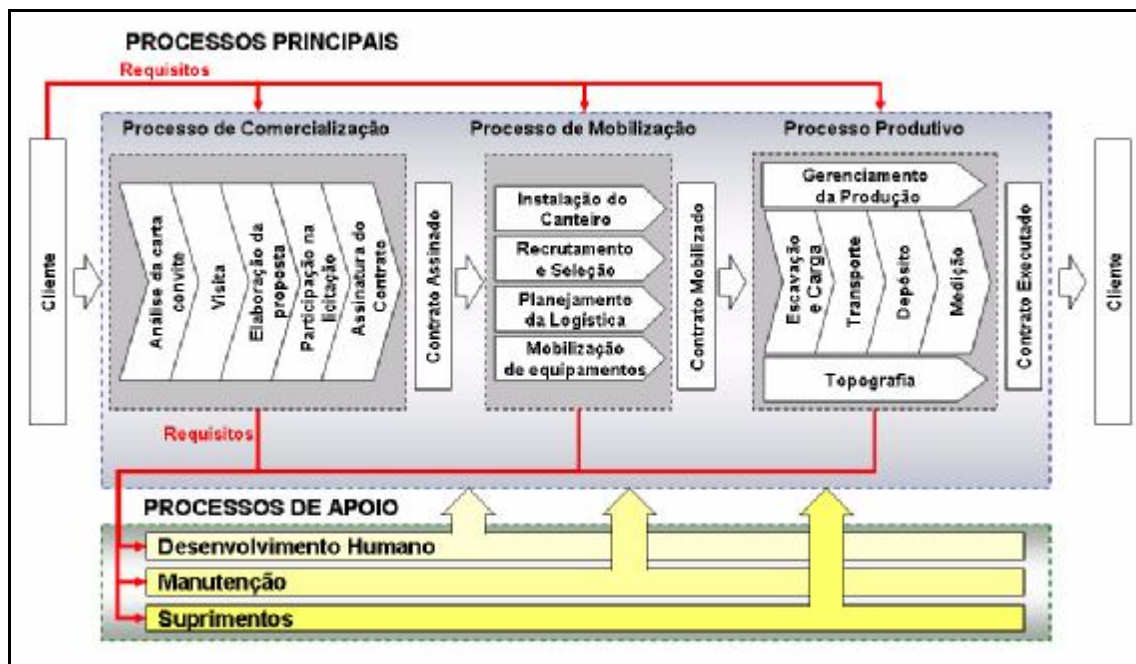 PROCESSOS PRINCIPAIS
Requisitos
Processo de Comercialização
Processo de Mobilização
Processo Produtivo
Cliente
Análise da carta
convite
Visita
Elaboração da
proposta
Participação na
licitação
Assinatura do
Contrato
Contrato Assinado
Instalação do
Canteiro
Recrutamento
e Seleção
Planejamento
da Logística
Mobilização
de equipamentos
Contrato Mobilizado
Gerenciamento
da Produção
Escavação
e Carga
Transporte
Deposito
Medição
Topografia
Contrato Executado
Cliente
Requisitos
PROCESSOS DE APOIO
Desenvolvimento Humano
Manutenção
Suprimentos